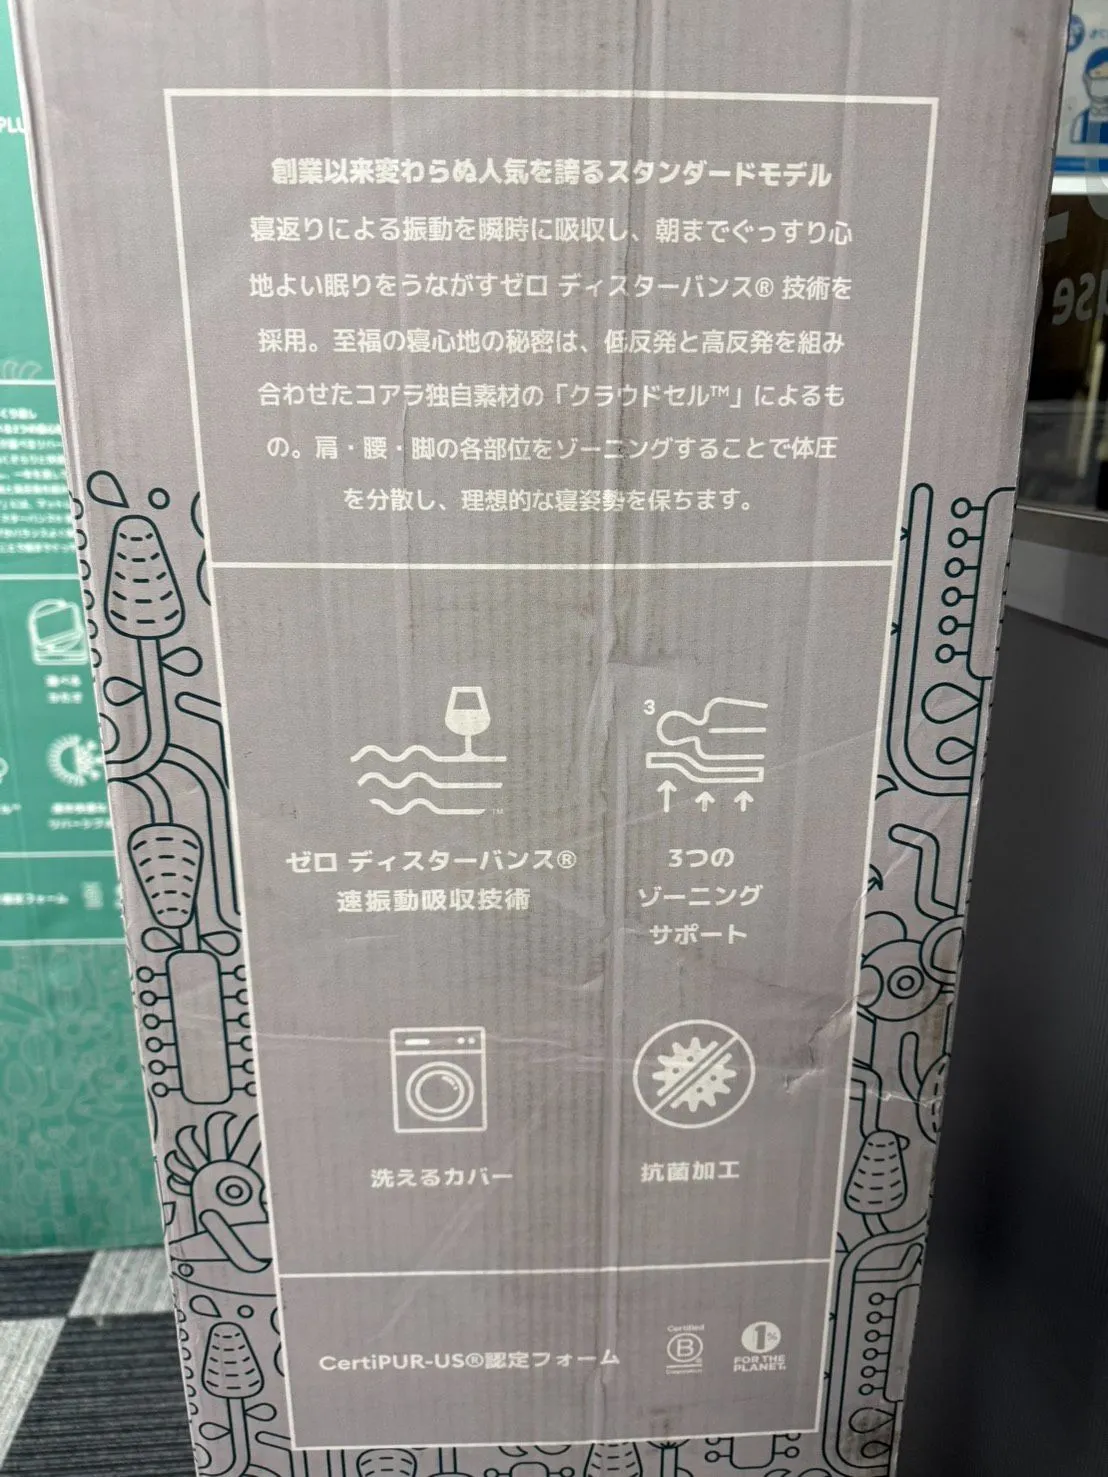 創業以来変わらぬ人気を誇るスタンダードモデル
寝返りによる振動を瞬時に吸収し、朝までぐっすり心
地よい眠りをうながすゼロ ディスターバンス® 技術を
採用。至福の寝心地の秘密は、低反発と高反発を組み
合わせたコアラ独自素材の「クラウドセル™」によるも
の。肩・腰・脚の各部位をゾーニングすることで体圧
を分散し、理想的な寝姿勢を保ちます。
3
TM
ゼロ ディスターバンス®
速振動吸収技術
3つの
ゾーニング
サポート
洗えるカバー
抗菌加工
CertiPUR-US®認定フォーム
Certified
B
Corporation
1%
FOR THE
PLANET.